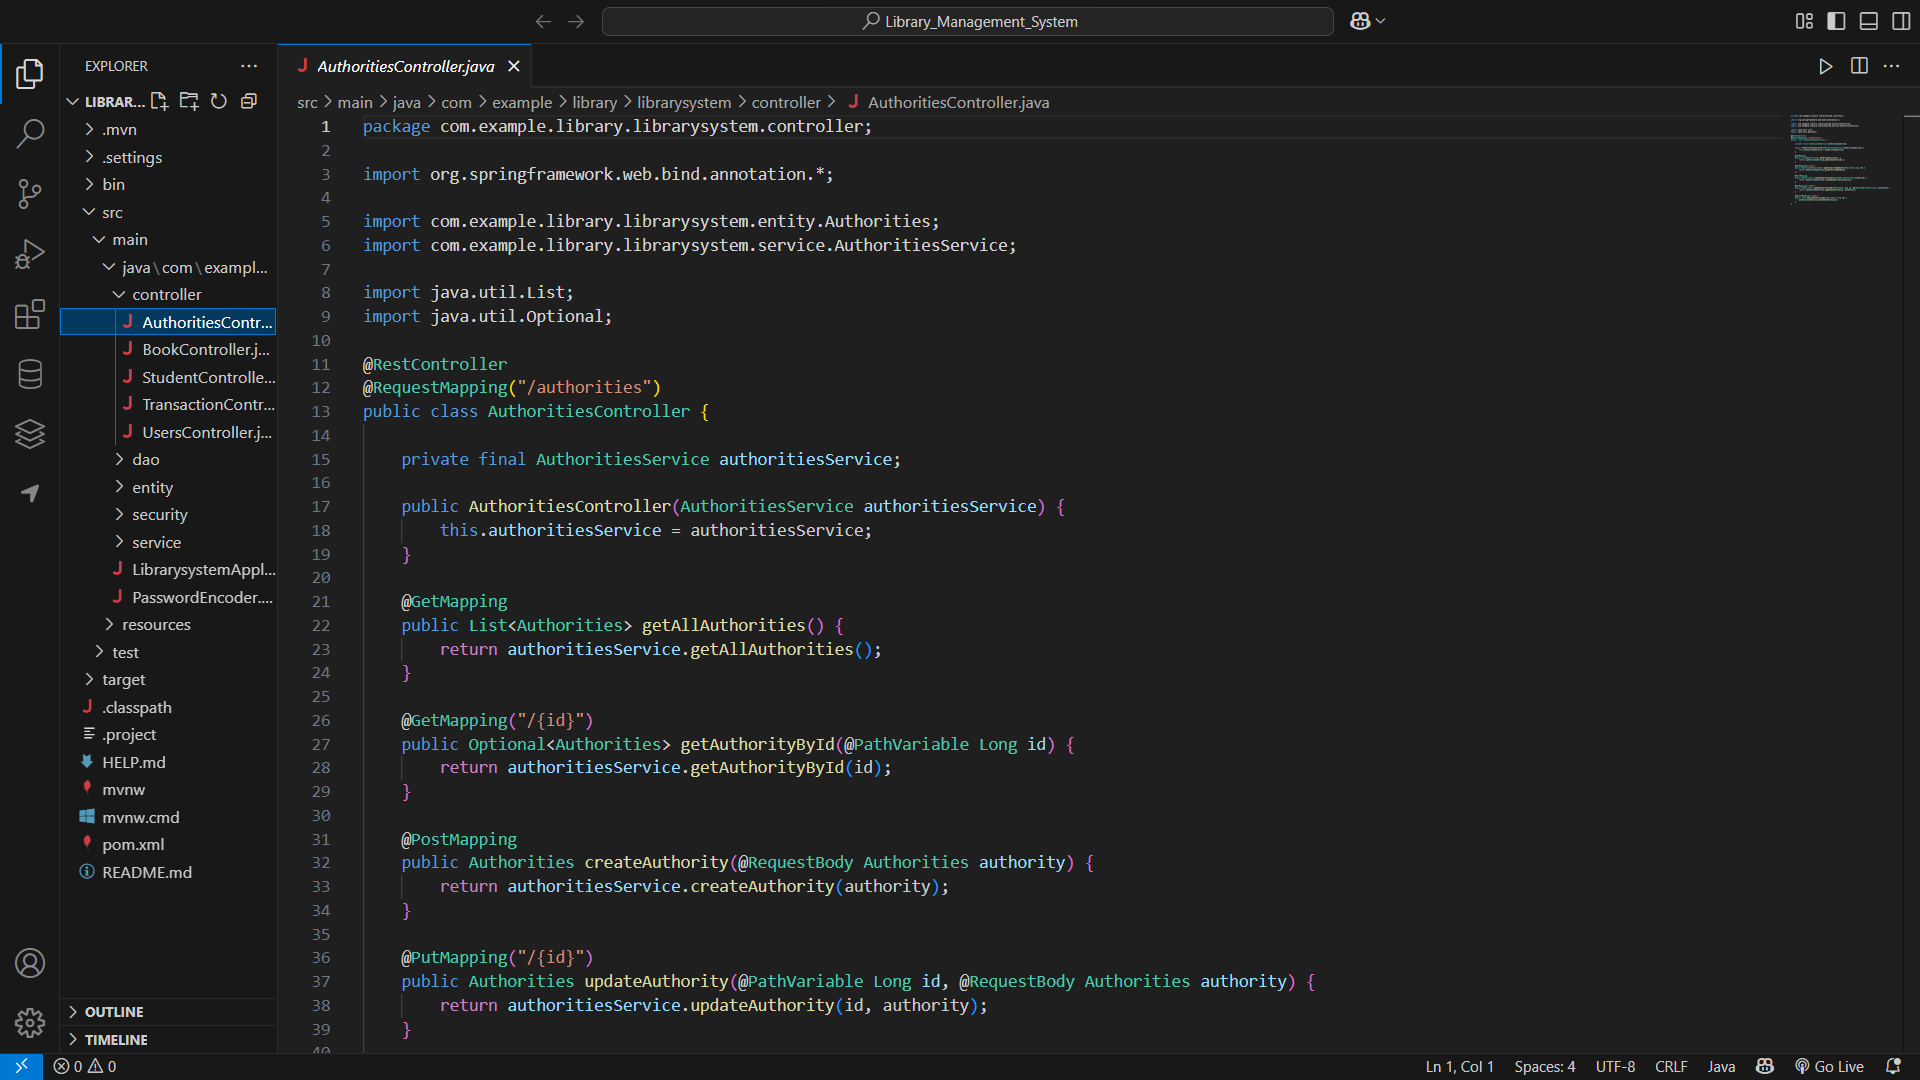 Library_Management_System
EXPLORER
LIBRAR...
.mvn
.settings
bin
src
main
java\com\exampl...
controller
AuthoritiesContr...
BookController.j...
StudentControlle...
TransactionContr...
UsersController.j...
dao
entity
security
service
LibrarysystemAppl...
PasswordEncoder....
resources
test
target
.classpath
.project
HELP.md
mvnw
mvnw.cmd
pom.xml
README.md
OUTLINE
TIMELINE
AuthoritiesController.java
src > main > java > com > example > library > librarysystem > controller > AuthoritiesController.java
1 package com.example.library.librarysystem.controller;
2
3 import org.springframework.web.bind.annotation.*;
4
5 import com.example.library.librarysystem.entity.Authorities;
6 import com.example.library.librarysystem.service.AuthoritiesService;
7
8 import java.util.List;
9 import java.util.Optional;
10
11 @RestController
12 @RequestMapping("/authorities")
13 public class AuthoritiesController {
14
15 private final AuthoritiesService authoritiesService;
16
17 public AuthoritiesController(AuthoritiesService authoritiesService) {
18 this.authoritiesService = authoritiesService;
19 }
20
21 @GetMapping
22 public List<Authorities> getAllAuthorities() {
23 return authoritiesService.getAllAuthorities();
24 }
25
26 @GetMapping("/{id}")
27 public Optional<Authorities> getAuthorityById(@PathVariable Long id) {
28 return authoritiesService.getAuthorityById(id);
29 }
30
31 @PostMapping
32 public Authorities createAuthority(@RequestBody Authorities authority) {
33 return authoritiesService.createAuthority(authority);
34 }
35
36 @PutMapping("/{id}")
37 public Authorities updateAuthority(@PathVariable Long id, @RequestBody Authorities authority) {
38 return authoritiesService.updateAuthority(id, authority);
39 }
40
0 0
Ln 1, Col 1 Spaces: 4 UTF-8 CRLF Java Go Live